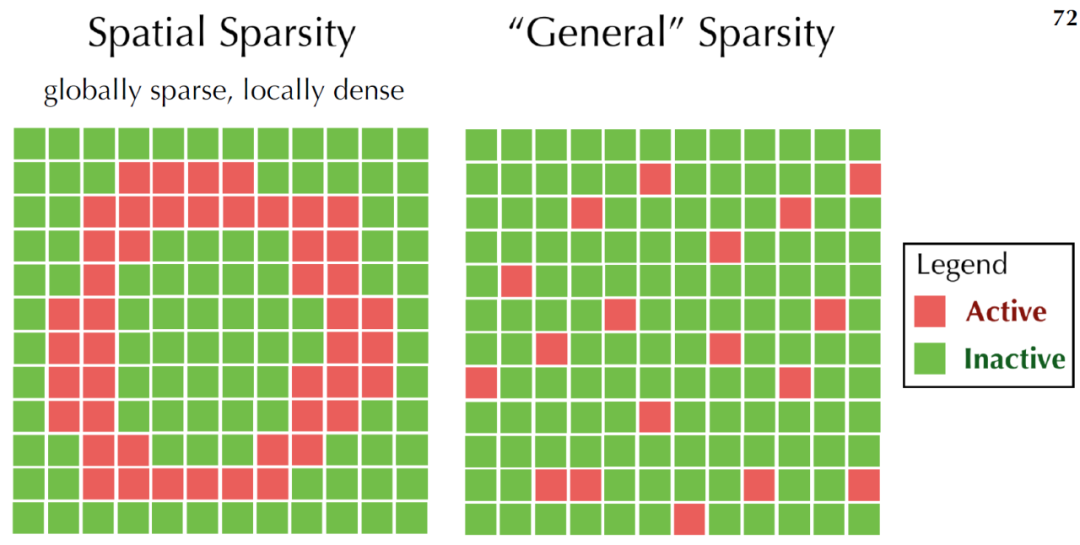 72
Spatial Sparsity
globally sparse, locally dense
“General” Sparsity
Legend
Active
Inactive